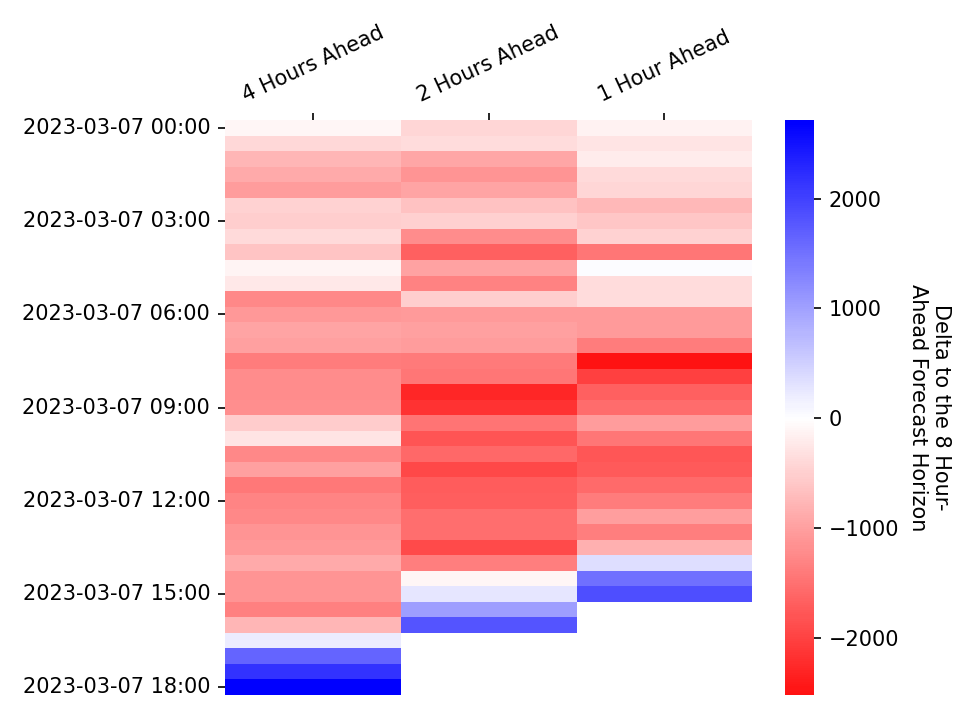 4 Hours Ahead
2 Hours Ahead
1 Hour Ahead
2023-03-07 00:00
2023-03-07 03:00
2023-03-07 06:00
2023-03-07 09:00
2023-03-07 12:00
2023-03-07 15:00
2023-03-07 18:00
2000
1000
0
−1000
−2000
Delta to the 8 Hour-
Ahead Forecast Horizon